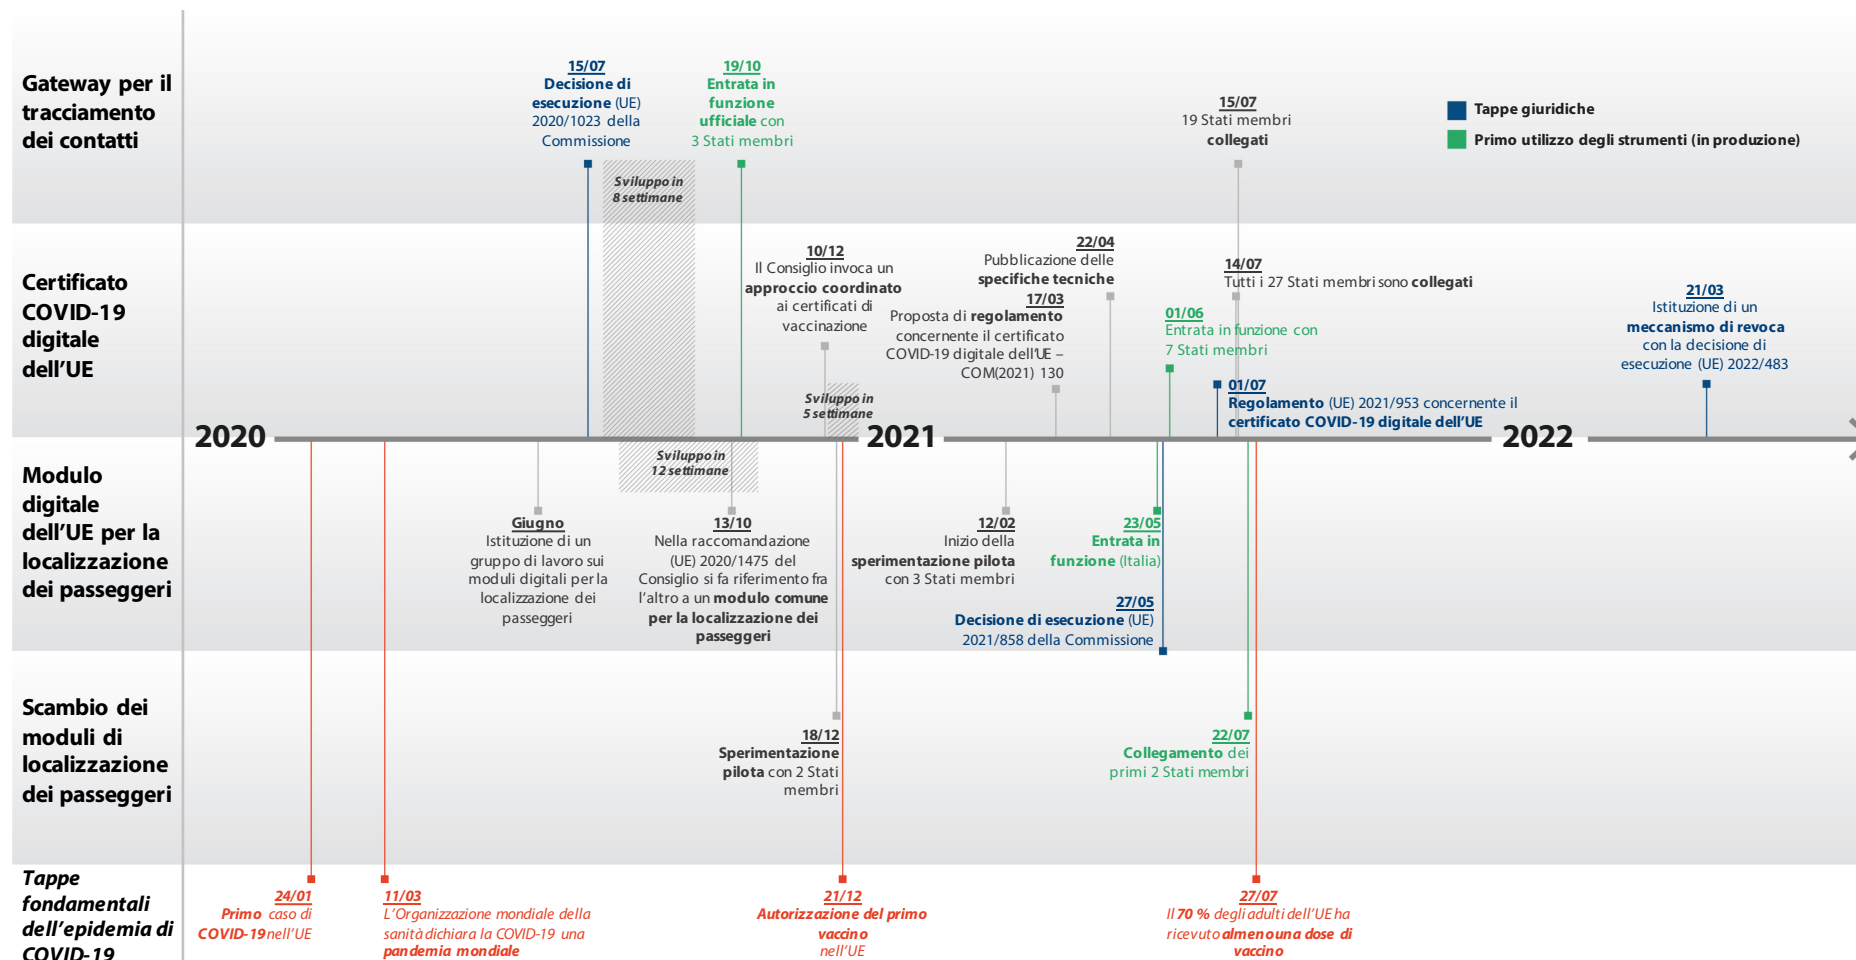 Gateway per il
tracciamento
dei contatti
15/07
Decisione di
esecuzione (UE)
2020/1023 della
Commissione
19/10
Entrata in
funzione
ufficiale con
3 Stati membri
Sviluppo in
8 settimane
15/07
19 Stati membri
collegati
Tappe giuridiche
Primo utilizzo degli strumenti (in produzione)
Certificato
COVID-19
digitale
dell'UE
10/12
Il Consiglio invoca un
approccio coordinato
ai certificati di
vaccinazione
Sviluppo in
5 settimane
22/04
Pubblicazione delle
specifiche tecniche
17/03
Proposta di regolamento
concernente il certificato
COVID-19 digitale dell'UE –
COM(2021) 130
14/07
Tutti i 27 Stati membri sono collegati
01/06
Entrata in funzione con
7 Stati membri
01/07
Regolamento (UE) 2021/953 concernente il
certificato COVID-19 digitale dell'UE
21/03
Istituzione di un
meccanismo di revoca
con la decisione di
esecuzione (UE) 2022/483
2020
2021
2022
Modulo
digitale
dell'UE per la
localizzazione
dei passeggeri
Sviluppo in
12 settimane
Giugno
Istituzione di un
gruppo di lavoro sui
moduli digitali per la
localizzazione dei
passeggeri
13/10
Nella raccomandazione
(UE) 2020/1475 del
Consiglio si fa riferimento fra
l'altro a un modulo comune
per la localizzazione dei
passeggeri
12/02
Inizio della
sperimentazione pilota
con 3 Stati membri
23/05
Entrata in
funzione (Italia)
27/05
Decisione di esecuzione (UE)
2021/858 della Commissione
Scambio dei
moduli di
localizzazione
dei passeggeri
18/12
Sperimentazione
pilota con 2 Stati
membri
22/07
Collegamento dei
primi 2 Stati membri
Tappe
fondamentali
dell'epidemia di
COVID-19
24/01
Primo caso di
COVID-19 nell'UE
11/03
L'Organizzazione mondiale della
sanità dichiara la COVID-19 una
pandemia mondiale
21/12
Autorizzazione del primo
vaccino
nell'UE
27/07
Il 70 % degli adulti dell'UE ha
ricevuto almeno una dose di
vaccino